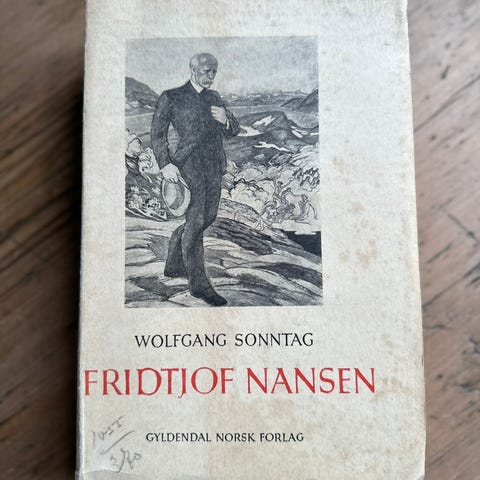 WOLFGANG SONNTAG
FRIDTJOF NANSEN
GYLDENDAL NORSK FORLAG